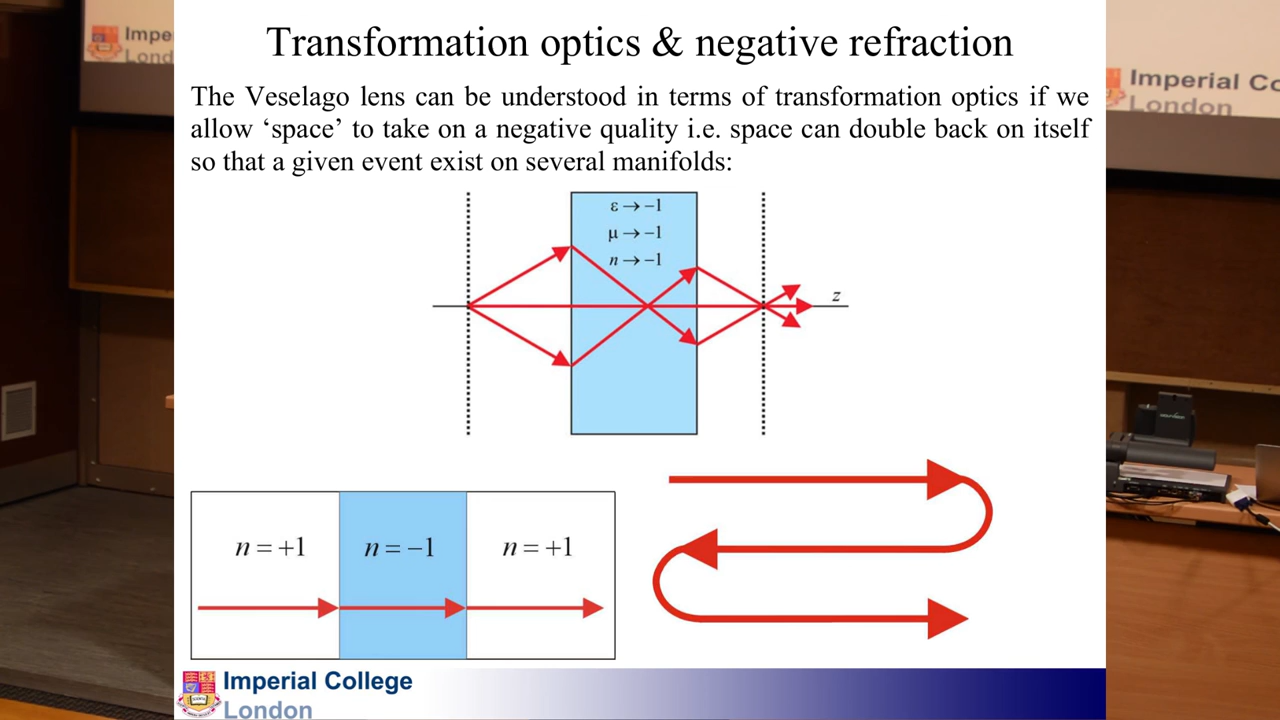 Transformation optics & negative refraction
The Veselago lens can be understood in terms of transformation optics if we
allow ‘space’ to take on a negative quality i.e. space can double back on itself
so that a given event exist on several manifolds:
ε → −1
μ → −1
n → −1
z
n = +1
n = −1
n = +1
Imperial College
London
Impe
Lond
Imperial Co
London